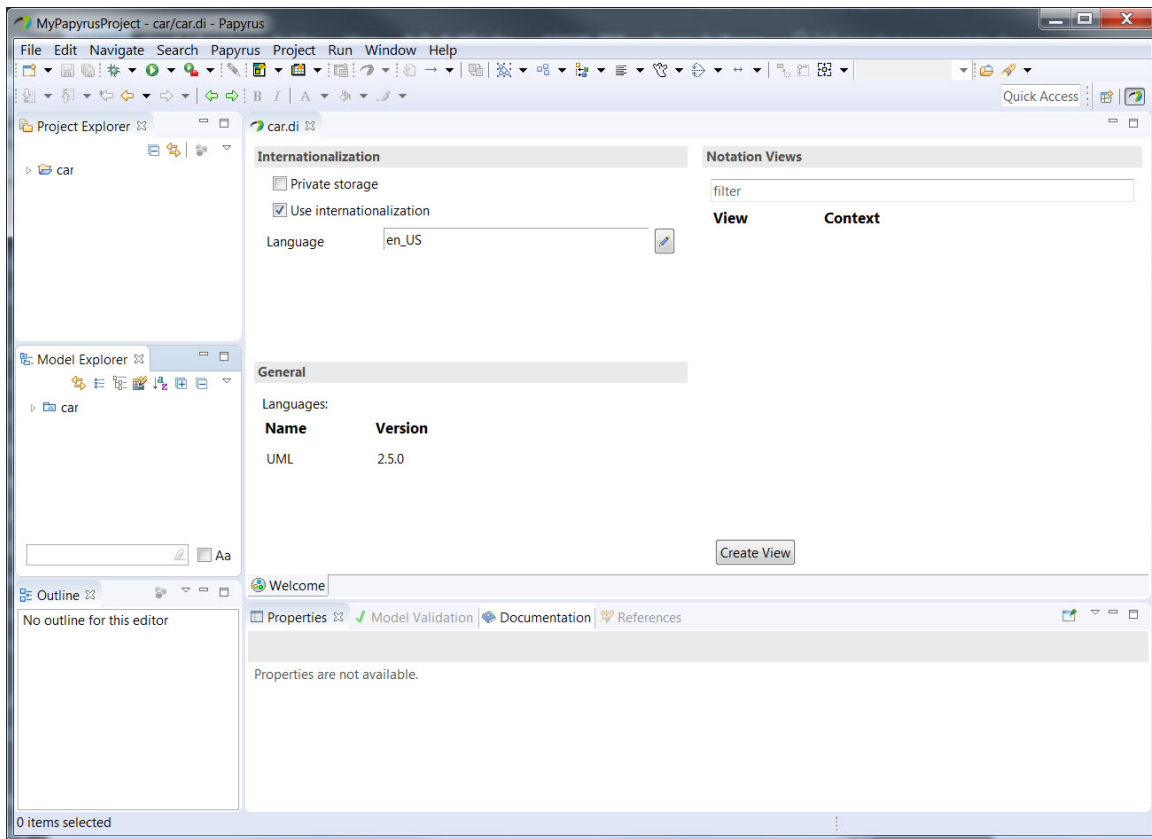 MyPapyrusProject - car/car.di - Papyrus
File Edit Navigate Search Papyrus Project Run Window Help
B I A
Quick Access
Project Explorer
car
car.di
Internationalization
Private storage
Use internationalization
Language en_US
Notation Views
filter
View Context
Model Explorer
car
Aa
General
Languages:
Name Version
UML 2.5.0
Create View
Welcome
Outline
No outline for this editor
Properties Model Validation Documentation References
Properties are not available.
0 items selected